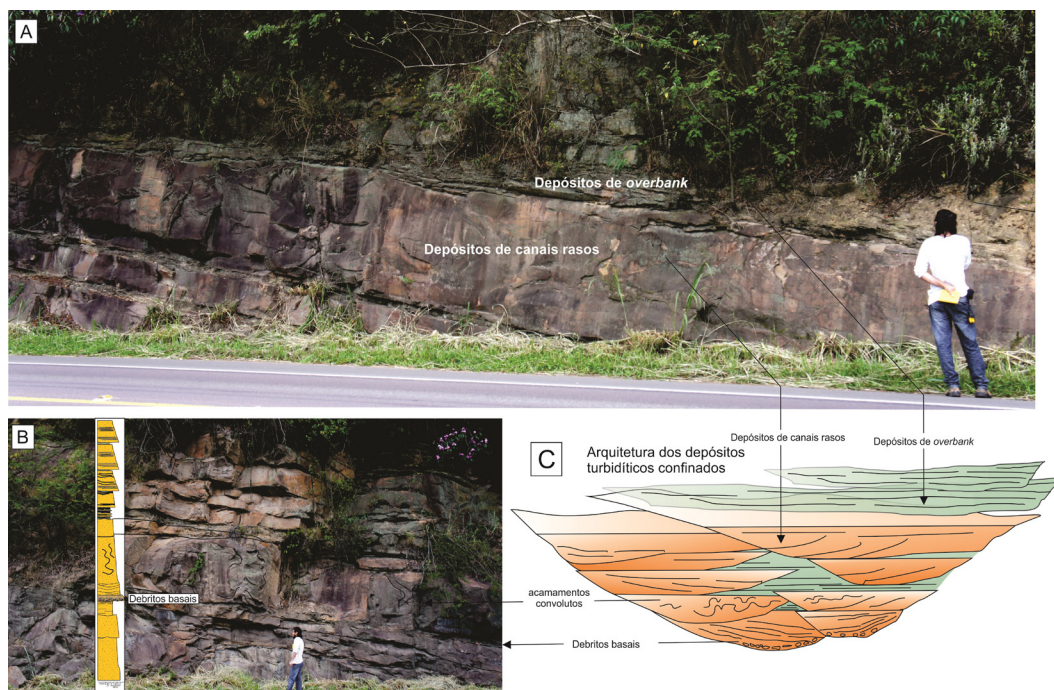 A
Depósitos de overbank
Depósitos de canais rasos
B
Debritos basais
C
Arquitetura dos depósitos
turbidíticos confinados
Depósitos de canais rasos
Depósitos de overbank
acamamentos
convolutos
Debritos basais